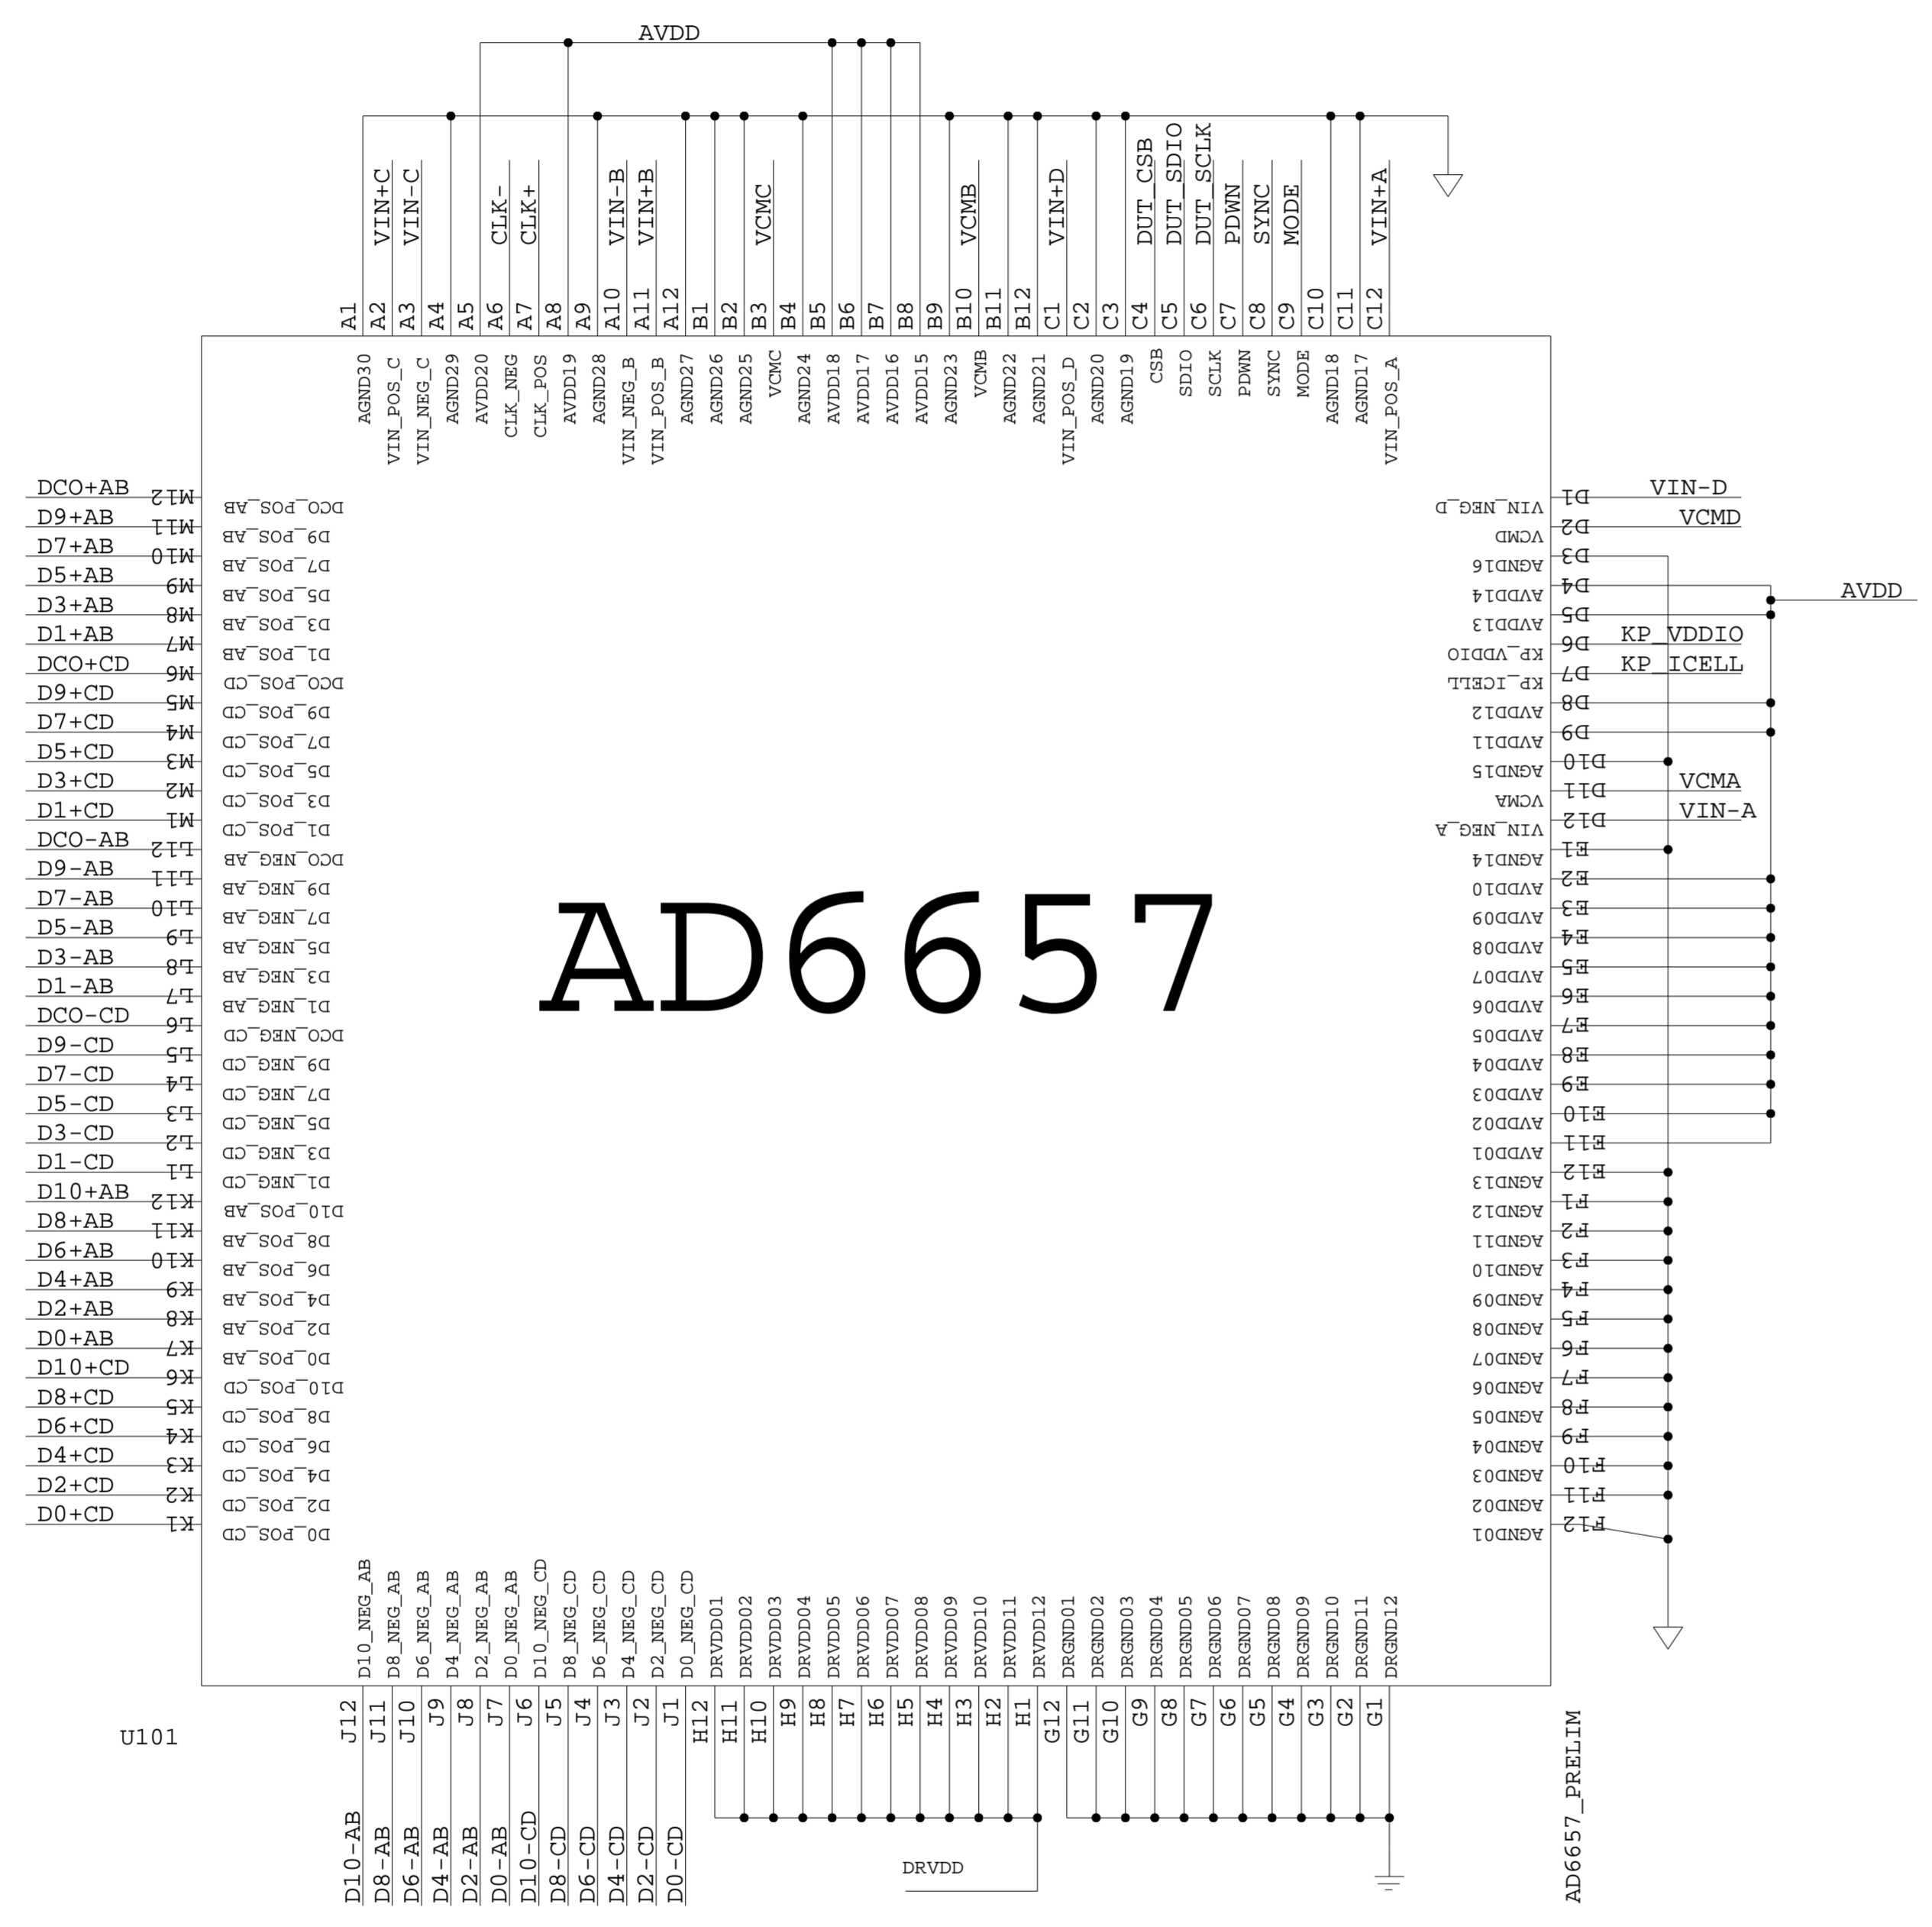 AVDD
VIN+C
VIN-C
CLK-
CLK+
VIN-B
VIN+B
VCMC
VCMB
VIN+D
DUT_CSB
DUT_SDIO
DUT_SCLK
PDWN
SYNC
MODE
VIN+A
A1
A2
A3
A4
A5
A6
A7
A8
A9
A10
A11
A12
B1
B2
B3
B4
B5
B6
B7
B8
B9
B10
B11
B12
C1
C2
C3
C4
C5
C6
C7
C8
C9
C10
C11
C12
AGND30
VIN_POS_C
VIN_NEG_C
AGND29
AVDD20
CLK_NEG
CLK_POS
AVDD19
AGND28
VIN_NEG_B
VIN_POS_B
AGND27
AGND26
AGND25
VCMC
AGND24
AVDD18
AVDD17
AVDD16
AVDD15
AGND23
VCMB
AGND22
AGND21
VIN_POS_D
AGND20
AGND19
CSB
SDIO
SCLK
PDWN
SYNC
MODE
AGND18
AGND17
VIN_POS_A
DCO+AB M12 DCO_POS_AB
D9+AB M11 D9_POS_AB
D7+AB M10 D7_POS_AB
D5+AB M9 D5_POS_AB
D3+AB M8 D3_POS_AB
D1+AB M7 D1_POS_AB
DCO+CD M6 DCO_POS_CD
D9+CD M5 D9_POS_CD
D7+CD M4 D7_POS_CD
D5+CD M3 D5_POS_CD
D3+CD M2 D3_POS_CD
D1+CD M1 D1_POS_CD
DCO-AB L12 DCO_NEG_AB
D9-AB L11 D9_NEG_AB
D7-AB L10 D7_NEG_AB
D5-AB L9 D5_NEG_AB
D3-AB L8 D3_NEG_AB
D1-AB L7 D1_NEG_AB
DCO-CD L6 DCO_NEG_CD
D9-CD L5 D9_NEG_CD
D7-CD L4 D7_NEG_CD
D5-CD L3 D5_NEG_CD
D3-CD L2 D3_NEG_CD
D1-CD L1 D1_NEG_CD
D10+AB K12 D10_POS_AB
D8+AB K11 D8_POS_AB
D6+AB K10 D6_POS_AB
D4+AB K9 D4_POS_AB
D2+AB K8 D2_POS_AB
D0+AB K7 D0_POS_AB
D10+CD K6 D10_POS_CD
D8+CD K5 D8_POS_CD
D6+CD K4 D6_POS_CD
D4+CD K3 D4_POS_CD
D2+CD K2 D2_POS_CD
D0+CD K1 D0_POS_CD
AD6657
VIN_NEG_D D1 VIN-D
VCMD D2 VCMD
AGND16 D3
AVDD14 D4
AVDD
AVDD13 D5
KP_VDDIO D6 KP_VDDIO
KP_ICELL D7 KP_ICELL
AVDD12 D8
AVDD11 D9
AGND15 D10
VCMA D11 VCMA
VIN_NEG_A D12 VIN-A
AGND14 E1
AVDD10 E2
AVDD09 E3
AVDD08 E4
AVDD07 E5
AVDD06 E6
AVDD05 E7
AVDD04 E8
AVDD03 E9
AVDD02 E10
AVDD01 E11
AGND13 E12
AGND12 F1
AGND11 F2
AGND10 F3
AGND09 F4
AGND08 F5
AGND07 F6
AGND06 F7
AGND05 F8
AGND04 F9
AGND03 F10
AGND02 F11
AGND01 F12
D10_NEG_AB
D8_NEG_AB
D6_NEG_AB
D4_NEG_AB
D2_NEG_AB
D0_NEG_AB
D10_NEG_CD
D8_NEG_CD
D6_NEG_CD
D4_NEG_CD
D2_NEG_CD
D0_NEG_CD
DRVDD01
DRVDD02
DRVDD03
DRVDD04
DRVDD05
DRVDD06
DRVDD07
DRVDD08
DRVDD09
DRVDD10
DRVDD11
DRVDD12
DRGND01
DRGND02
DRGND03
DRGND04
DRGND05
DRGND06
DRGND07
DRGND08
DRGND09
DRGND10
DRGND11
DRGND12
J12
J11
J10
J9
J8
J7
J6
J5
J4
J3
J2
J1
H12
H11
H10
H9
H8
H7
H6
H5
H4
H3
H2
H1
G12
G11
G10
G9
G8
G7
G6
G5
G4
G3
G2
G1
U101
D10-AB
D8-AB
D6-AB
D4-AB
D2-AB
D0-AB
D10-CD
D8-CD
D6-CD
D4-CD
D2-CD
D0-CD
DRVDD
AD6657_PRELIM